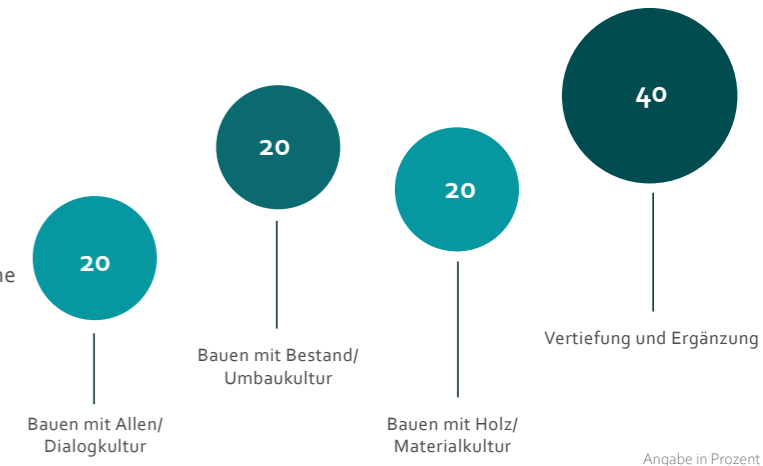 20
Bauen mit Allen/
Dialogkultur
20
Bauen mit Bestand/
Umbaukultur
20
Bauen mit Holz/
Materialkultur
40
Vertiefung und Ergänzung
Angabe in Prozent